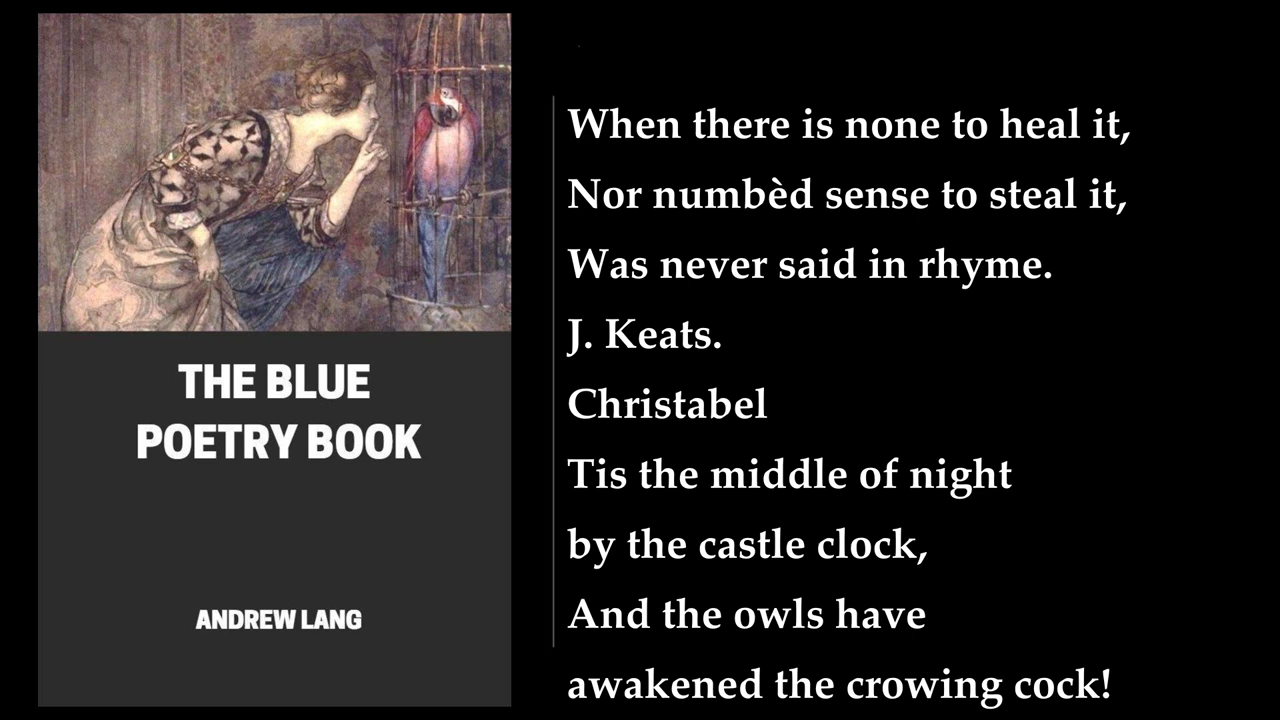 THE BLUE
POETRY BOOK
ANDREW LANG
When there is none to heal it,
Nor numbèd sense to steal it,
Was never said in rhyme.
J. Keats.
Christabel
Tis the middle of night
by the castle clock,
And the owls have
awakened the crowing cock!